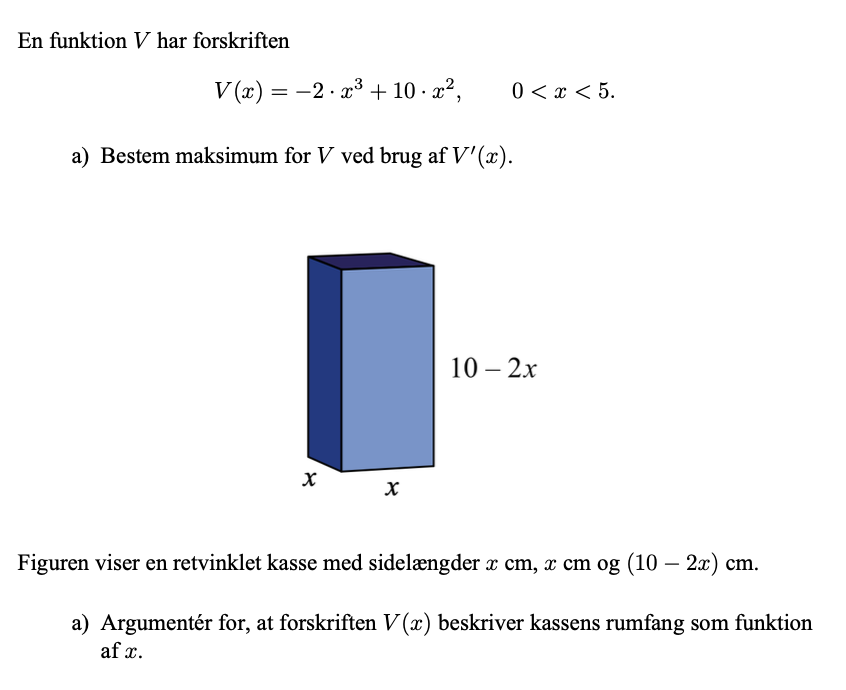 En funktion V har forskriften
V(x) = −2 · x³ + 10 · x², 0 < x < 5.
a) Bestem maksimum for V ved brug af V′(x).
10 – 2x
x
x
Figuren viser en retvinklet kasse med sidelængder x cm, x cm og (10 − 2x) cm.
a) Argumentér for, at forskriften V(x) beskriver kassens rumfang som funktion
af x.